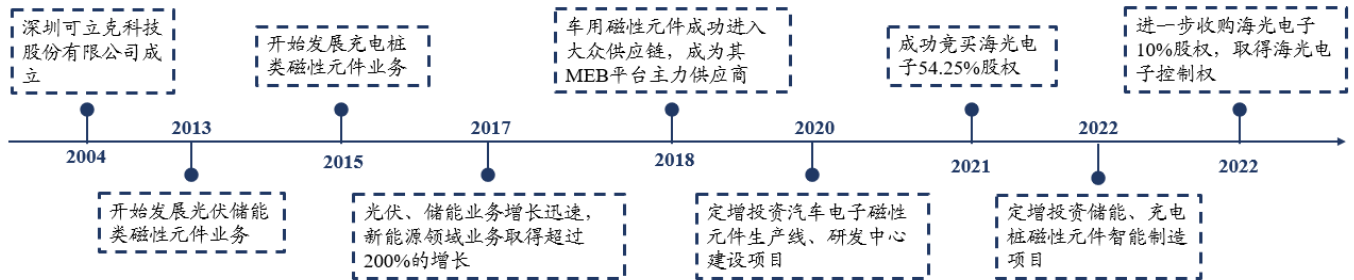 深圳可立克科技
股份有限公司成
立
2004
2013
开始发展光伏储能
类磁性元件业务
开始发展充电桩
类磁性元件业务
2015
2017
光伏、储能业务增长迅速，
新能源领域业务取得超过
200%的增长
车用磁性元件成功进入
大众供应链，成为其
MEB平台主力供应商
2018
2020
定增投资汽车电子磁性
元件生产线、研发中心
建设项目
成功竞买海光电
子54.25%股权
2021
2022
定增投资储能、充电
桩磁性元件智能制造
项目
进一步收购海光电子
10%股权，取得海光电
子控制权
2022